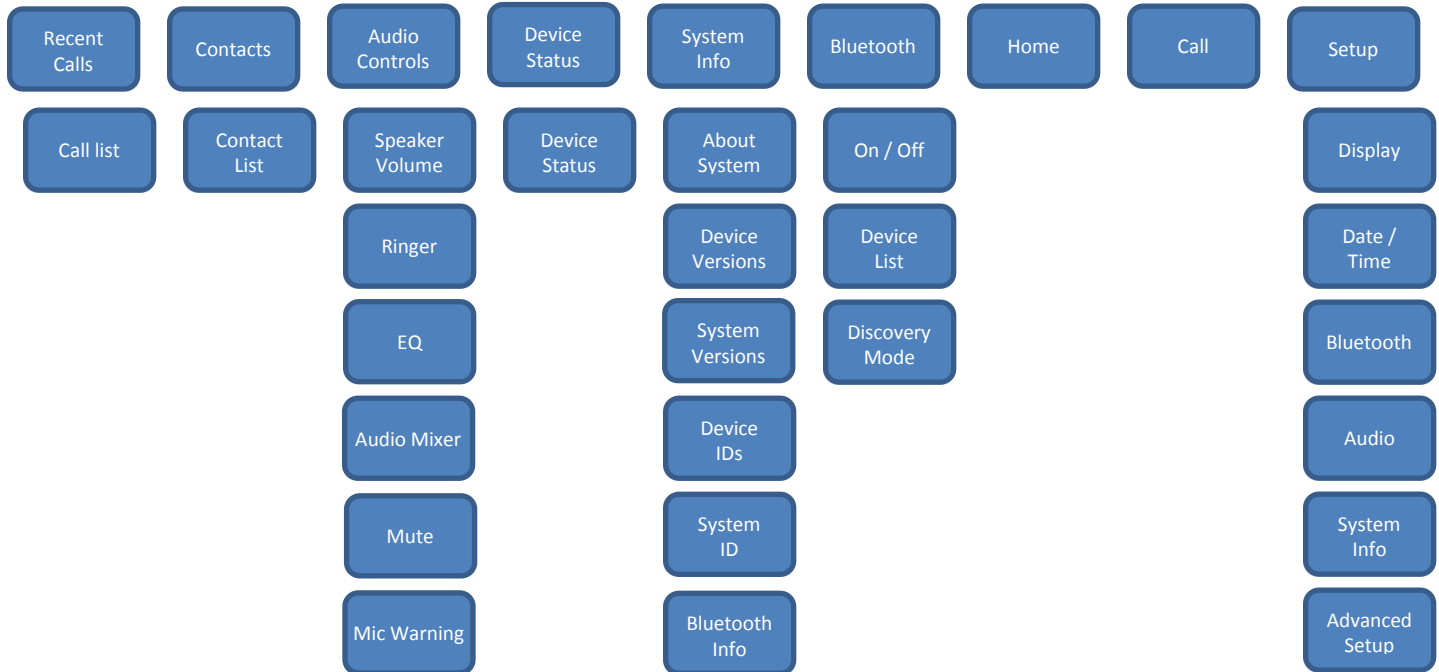 Recent
Calls
Contacts
Audio
Controls
Device
Status
System
Info
Bluetooth
Home
Call
Setup
Call list
Contact
List
Speaker
Volume
Device
Status
About
System
On / Off
Display
Ringer
Device
Versions
Device
List
Date /
Time
EQ
System
Versions
Discovery
Mode
Bluetooth
Audio Mixer
Device
IDs
Audio
Mute
System
ID
System
Info
Mic Warning
Bluetooth
Info
Advanced
Setup